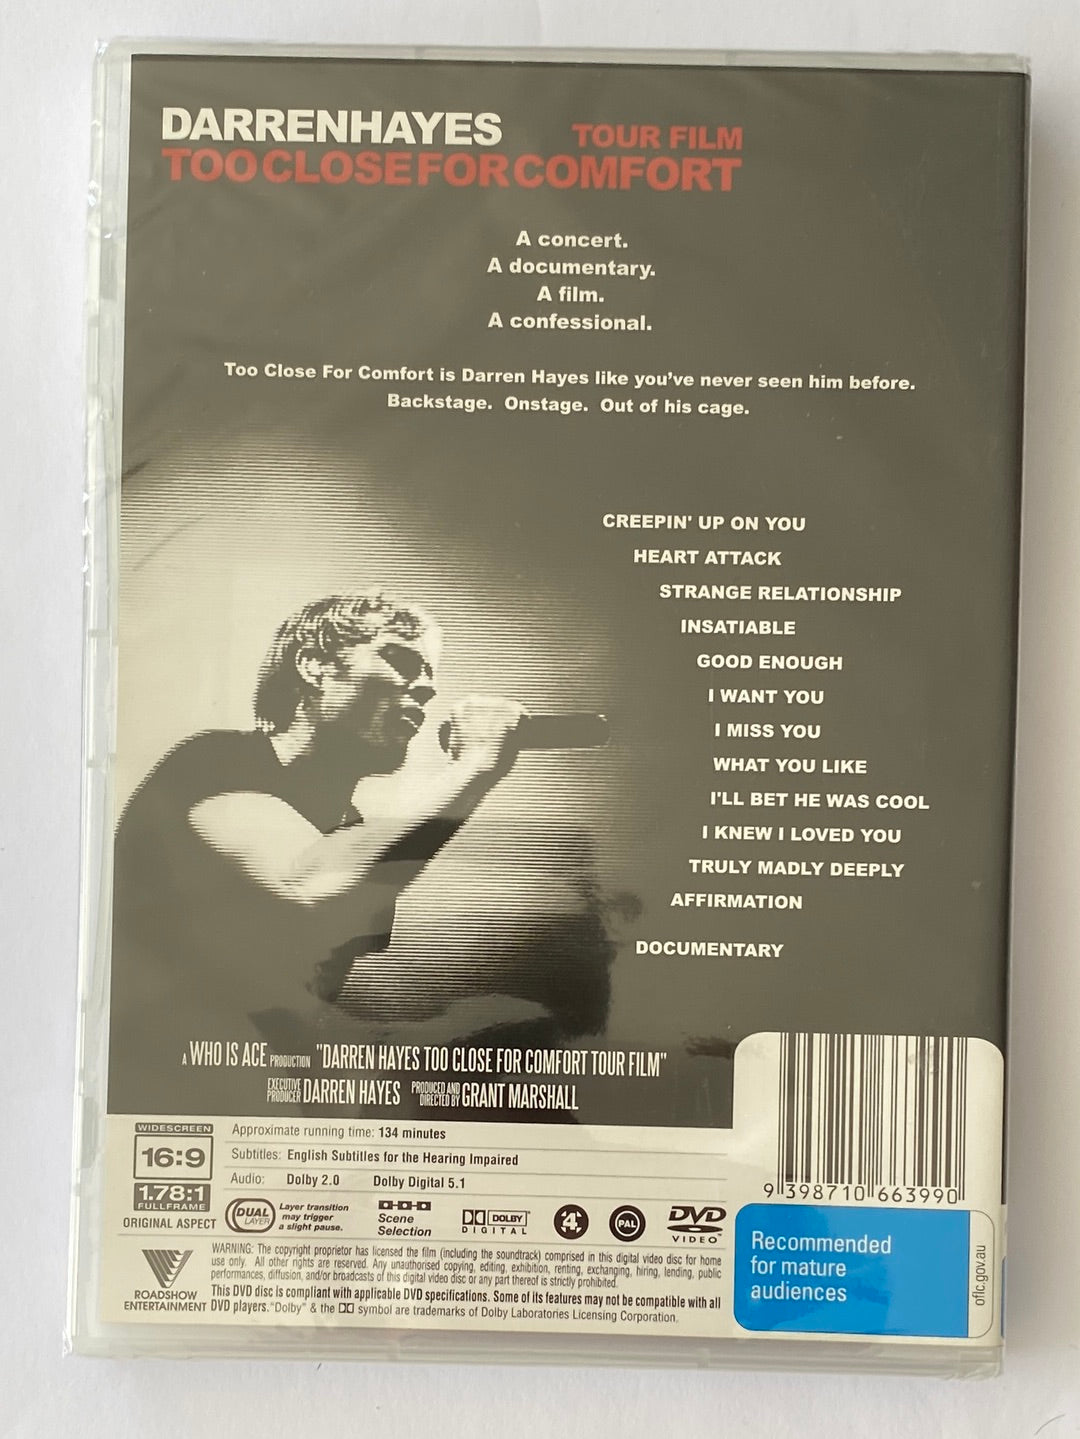 DARRENHAYES TOUR FILM
TOO CLOSE FOR COMFORT
A concert.
A documentary.
A film.
A confessional.
Too Close For Comfort is Darren Hayes like you've never seen him before.
Backstage. Onstage. Out of his cage.
CREEPIN' UP ON YOU
HEART ATTACK
STRANGE RELATIONSHIP
INSATIABLE
GOOD ENOUGH
I WANT YOU
I MISS YOU
WHAT YOU LIKE
I'LL BET HE WAS COOL
I KNEW I LOVED YOU
TRULY MADLY DEEPLY
AFFIRMATION
DOCUMENTARY
A WHO IS ACE PRODUCTION "DARREN HAYES TOO CLOSE FOR COMFORT TOUR FILM"
EXECUTIVE PRODUCER DARREN HAYES PRODUCED AND DIRECTED BY GRANT MARSHALL
WIDESCREEN
16:9
1.78:1
FULLFRAME
ORIGINAL ASPECT
Approximate running time: 134 minutes
Subtitles: English Subtitles for the Hearing Impaired
Audio: Dolby 2.0 Dolby Digital 5.1
DUAL LAYER
Layer transition
may trigger
a slight pause.
Scene
Selection
DOLBY
DIGITAL
4
PAL
DVD
VIDEO™
9 398710 663990
ROADSHOW
ENTERTAINMENT
WARNING: The copyright proprietor has licensed the film (including the soundtrack) comprised in this digital video disc for home
use only. All other rights are reserved. Any unauthorised copying, editing, exhibition, renting, exchanging, hiring, lending, public
performances, diffusion, and/or broadcasts of this digital video disc or any part thereof is strictly prohibited.
This DVD disc is compliant with applicable DVD specifications. Some of its features may not be compatible with all
DVD players. "Dolby" & the DD symbol are trademarks of Dolby Laboratories Licensing Corporation.
Recommended
for mature
audiences
oflc.gov.au